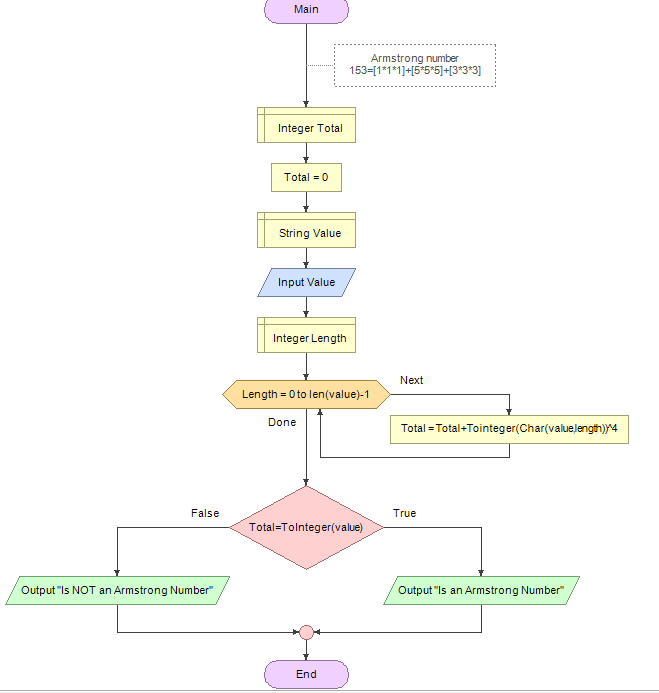 Main
Armstrong number
153=[1*1*1]+[5*5*5]+[3*3*3]
Integer Total
Total = 0
String Value
Input Value
Integer Length
Length = 0 to len(value)-1
Next
Total = Total+Tointeger(Char(value,length))^4
Done
False
Total=ToInteger(value)
True
Output "Is NOT an Armstrong Number"
Output "Is an Armstrong Number"
End